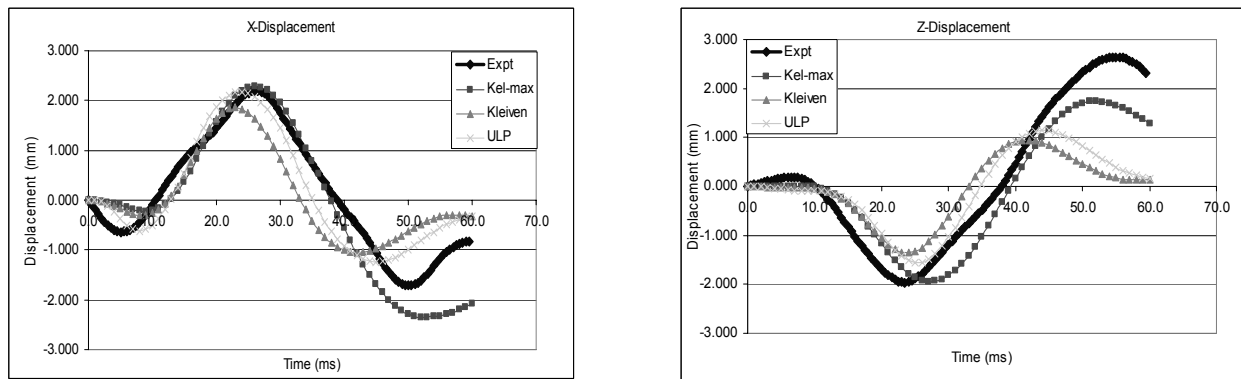 X-Displacement
3.000
2.000
1.000
0.000
-1.000
-2.000
-3.000
0.0 10.0 20.0 30.0 40.0 50.0 60.0 70.0
Displacement (mm)
Time (ms)
Expt
Kel-max
Kleiven
ULP
Z-Displacement
3.000
2.000
1.000
0.000
-1.000
-2.000
-3.000
0.0 10.0 20.0 30.0 40.0 50.0 60.0 70.0
Displacement (mm)
Time (ms)
Expt
Kel-max
Kleiven
ULP